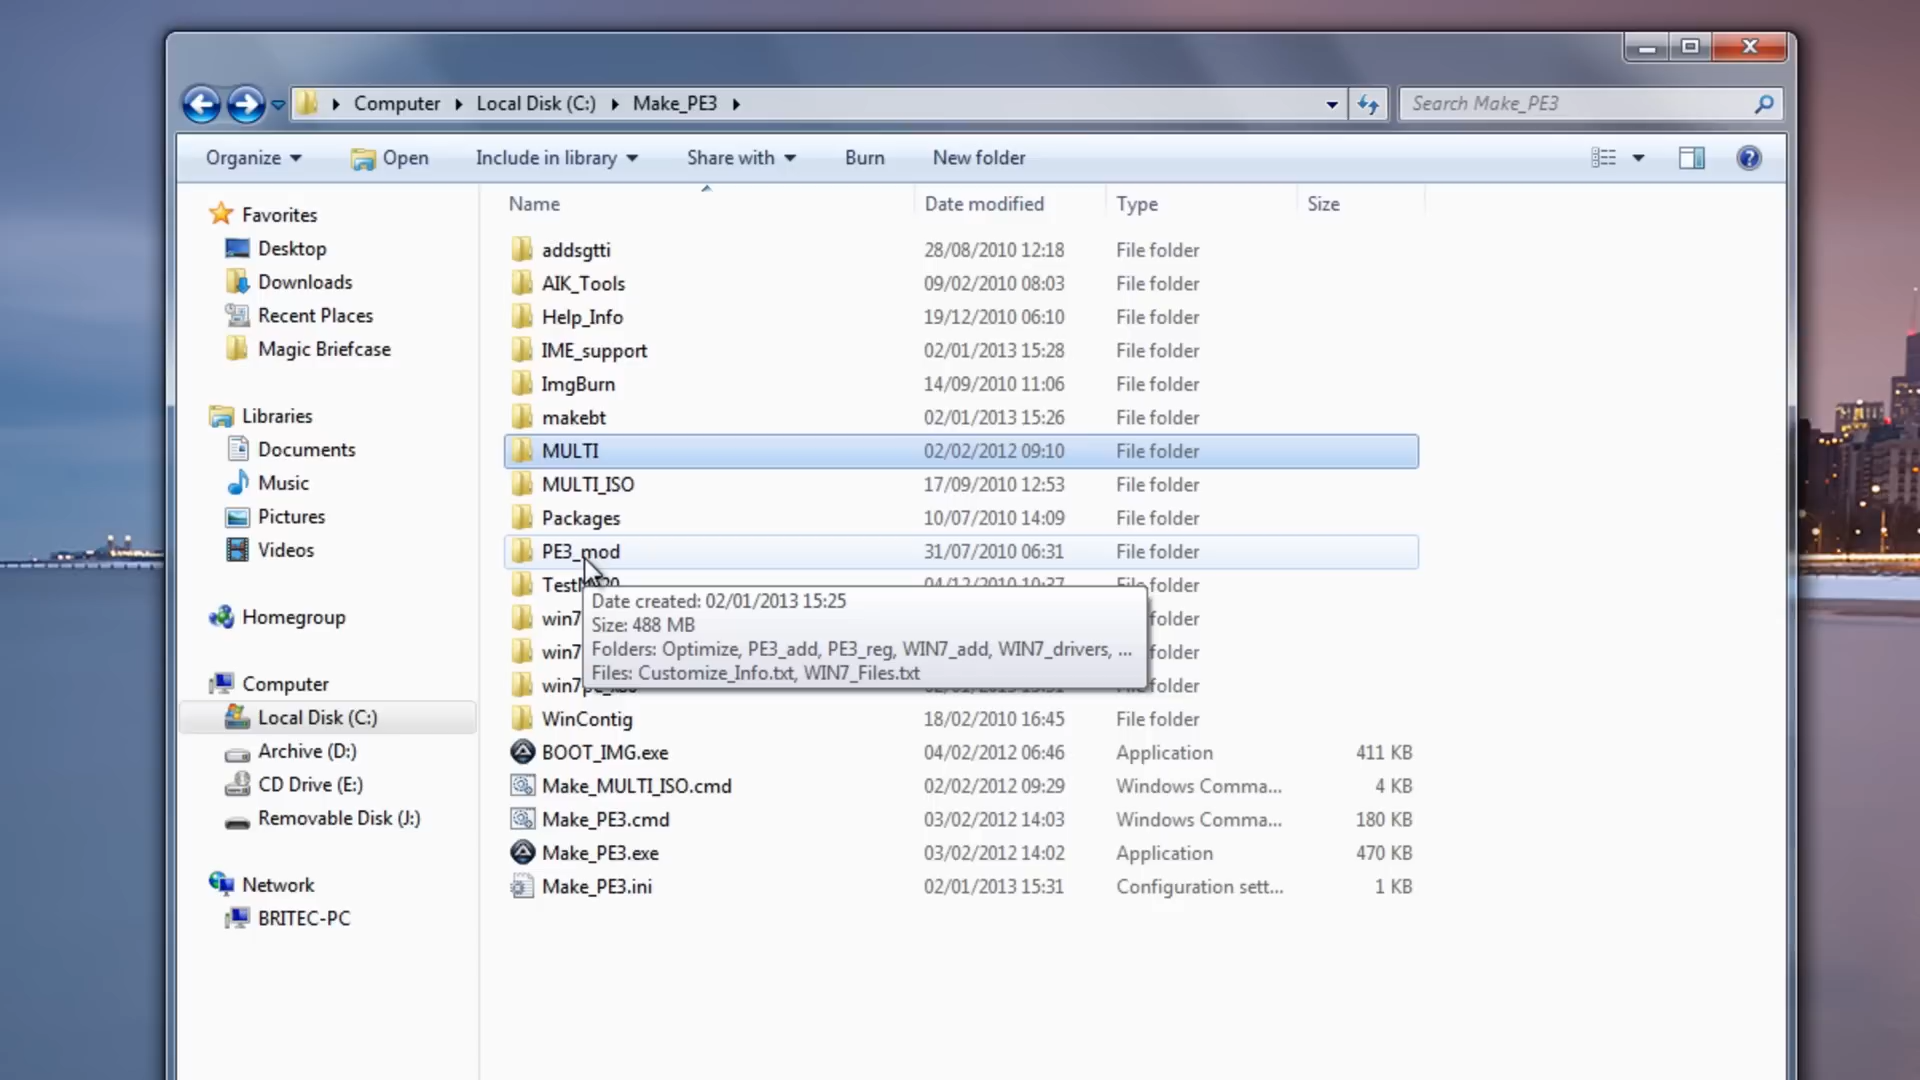 Computer Local Disk (C:) Make_PE3
Search Make_PE3
Organize Open Include in library Share with Burn New folder
Favorites
Desktop
Downloads
Recent Places
Magic Briefcase
Libraries
Documents
Music
Pictures
Videos
Homegroup
Computer
Local Disk (C:)
Archive (D:)
CD Drive (E:)
Removable Disk (J:)
Network
BRITEC-PC
Name Date modified Type Size
addsgtti 28/08/2010 12:18 File folder
AIK_Tools 09/02/2010 08:03 File folder
Help_Info 19/12/2010 06:10 File folder
IME_support 02/01/2013 15:28 File folder
ImgBurn 14/09/2010 11:06 File folder
makebt 02/01/2013 15:26 File folder
MULTI 02/02/2012 09:10 File folder
MULTI_ISO 17/09/2010 12:53 File folder
Packages 10/07/2010 14:09 File folder
PE3_mod 31/07/2010 06:31 File folder
04/12/2010 10:37 File folder
Date created: 02/01/2013 15:25
Size: 488 MB
Folders: Optimize, PE3_add, PE3_reg, WIN7_add, WIN7_drivers, ...
Files: Customize_Info.txt, WIN7_Files.txt
win7 folder
win7 folder
folder
WinContig 18/02/2010 16:45 File folder
BOOT_IMG.exe 04/02/2012 06:46 Application 411 KB
Make_MULTI_ISO.cmd 02/02/2012 09:29 Windows Comma... 4 KB
Make_PE3.cmd 03/02/2012 14:03 Windows Comma... 180 KB
Make_PE3.exe 03/02/2012 14:02 Application 470 KB
Make_PE3.ini 02/01/2013 15:31 Configuration sett... 1 KB